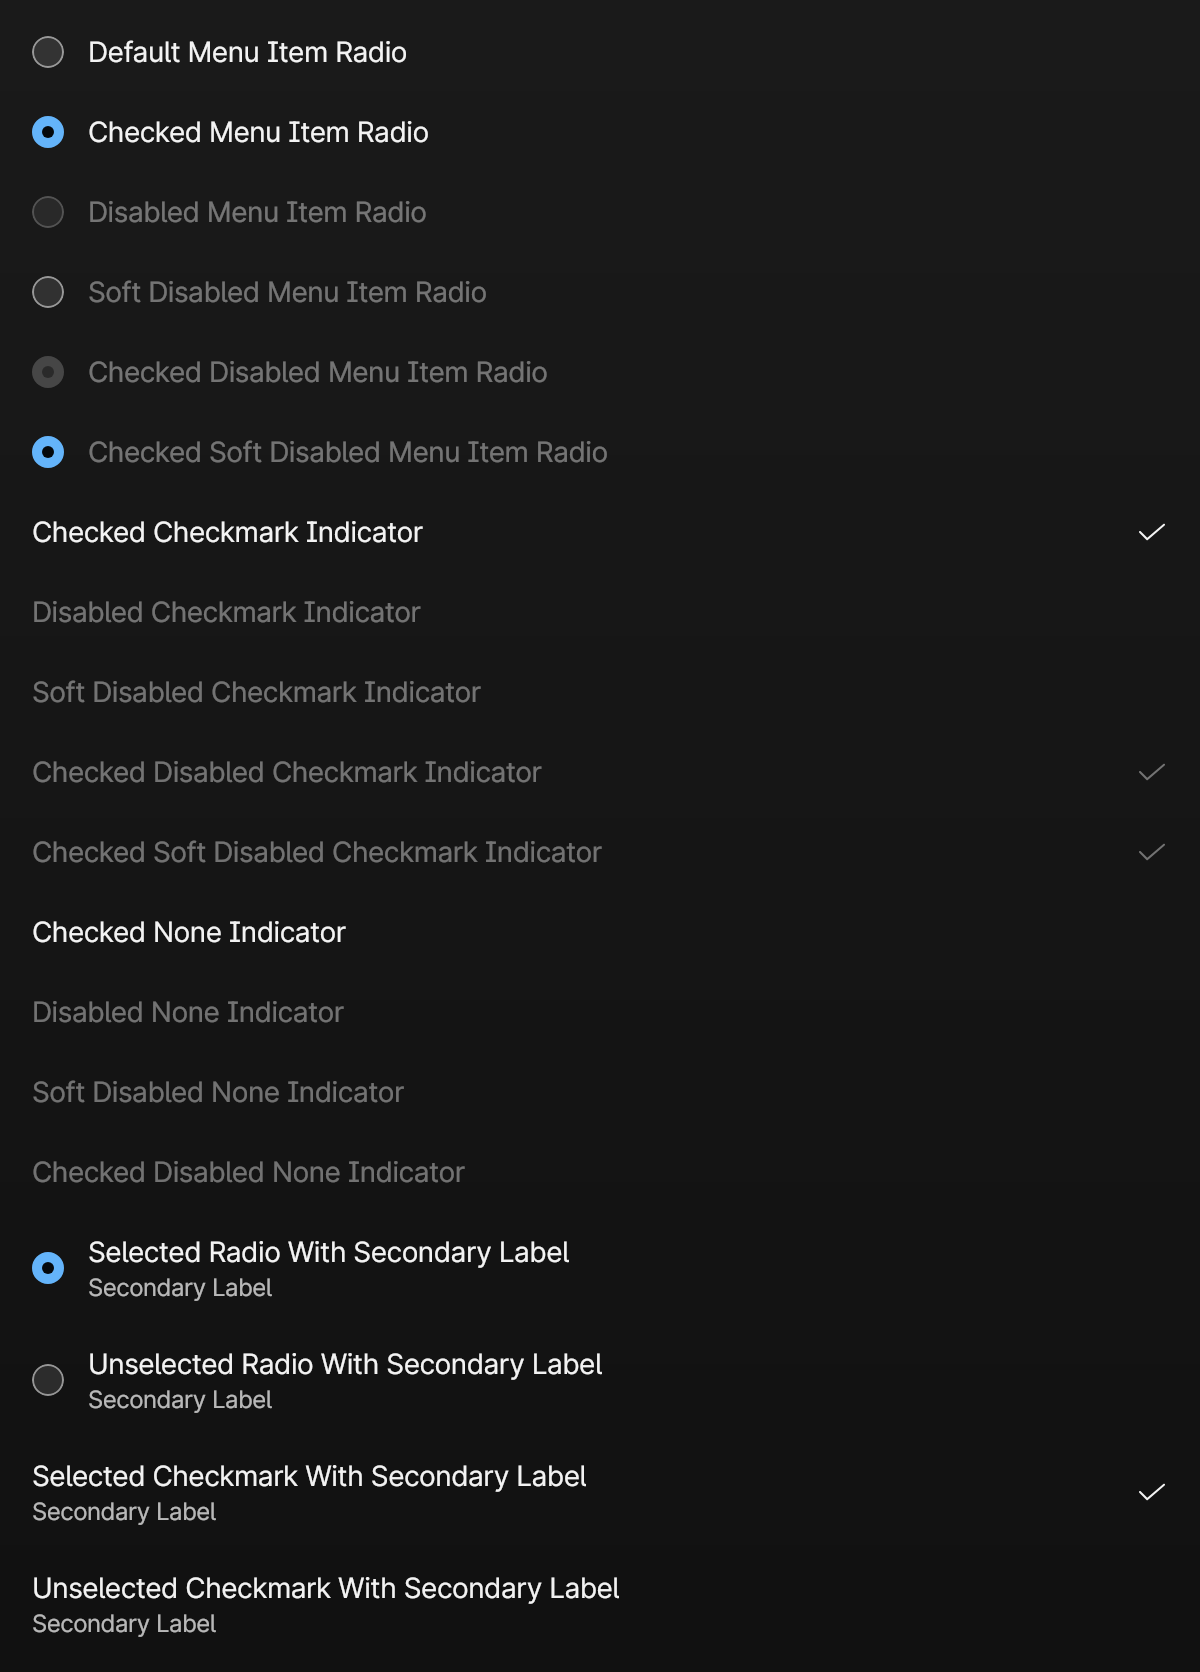 Default Menu Item Radio
Checked Menu Item Radio
Disabled Menu Item Radio
Soft Disabled Menu Item Radio
Checked Disabled Menu Item Radio
Checked Soft Disabled Menu Item Radio
Checked Checkmark Indicator
Disabled Checkmark Indicator
Soft Disabled Checkmark Indicator
Checked Disabled Checkmark Indicator
Checked Soft Disabled Checkmark Indicator
Checked None Indicator
Disabled None Indicator
Soft Disabled None Indicator
Checked Disabled None Indicator
Selected Radio With Secondary Label
Secondary Label
Unselected Radio With Secondary Label
Secondary Label
Selected Checkmark With Secondary Label
Secondary Label
Unselected Checkmark With Secondary Label
Secondary Label